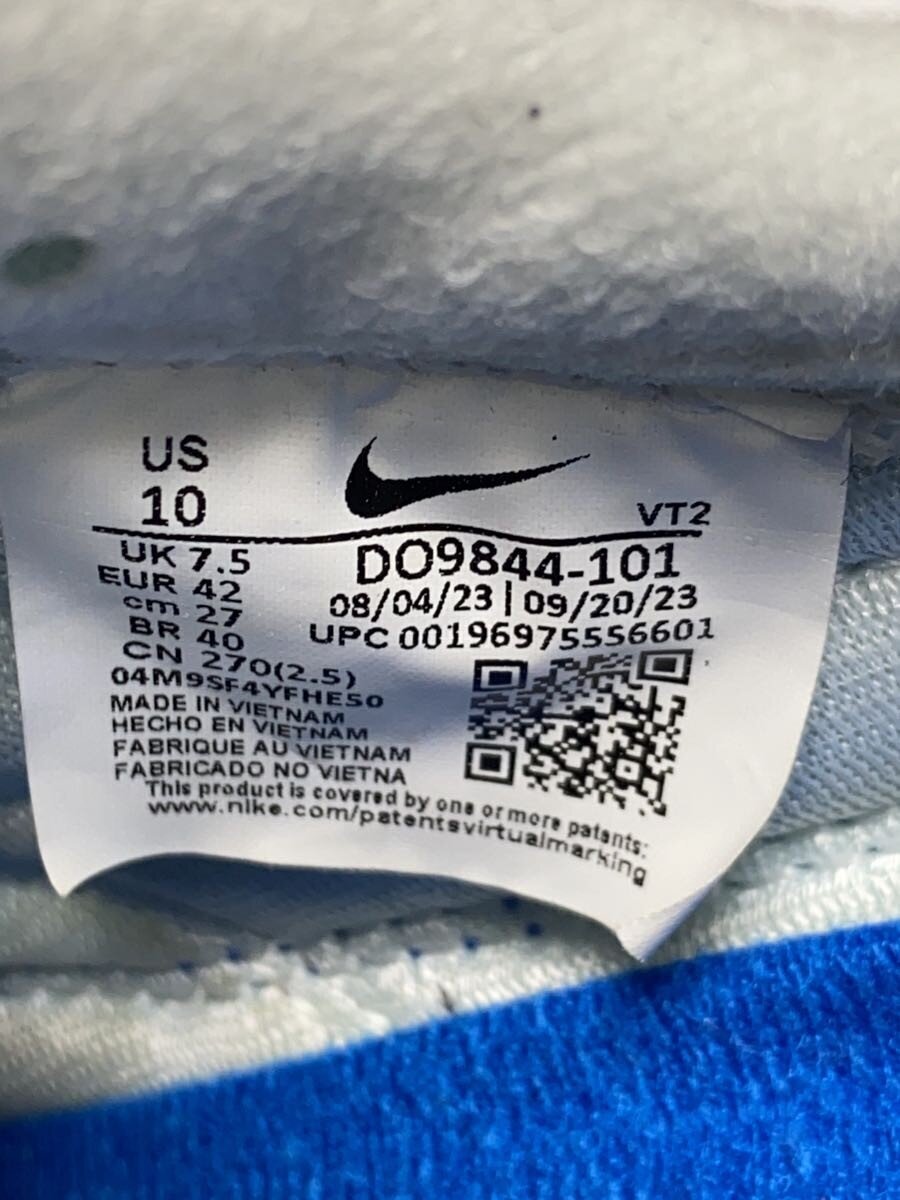 US
10
VT2
UK 7.5
EUR 42
cm 27
BR 40
CN 270(2.5)
DO9844-101
08/04/23 | 09/20/23
UPC 00196975556601
04M9SF4YFHE50
MADE IN VIETNAM
HECHO EN VIETNAM
FABRIQUE AU VIETNAM
FABRICADO NO VIETNA
This product is covered by one or more patents:
www.nike.com/patentsvirtualmarking